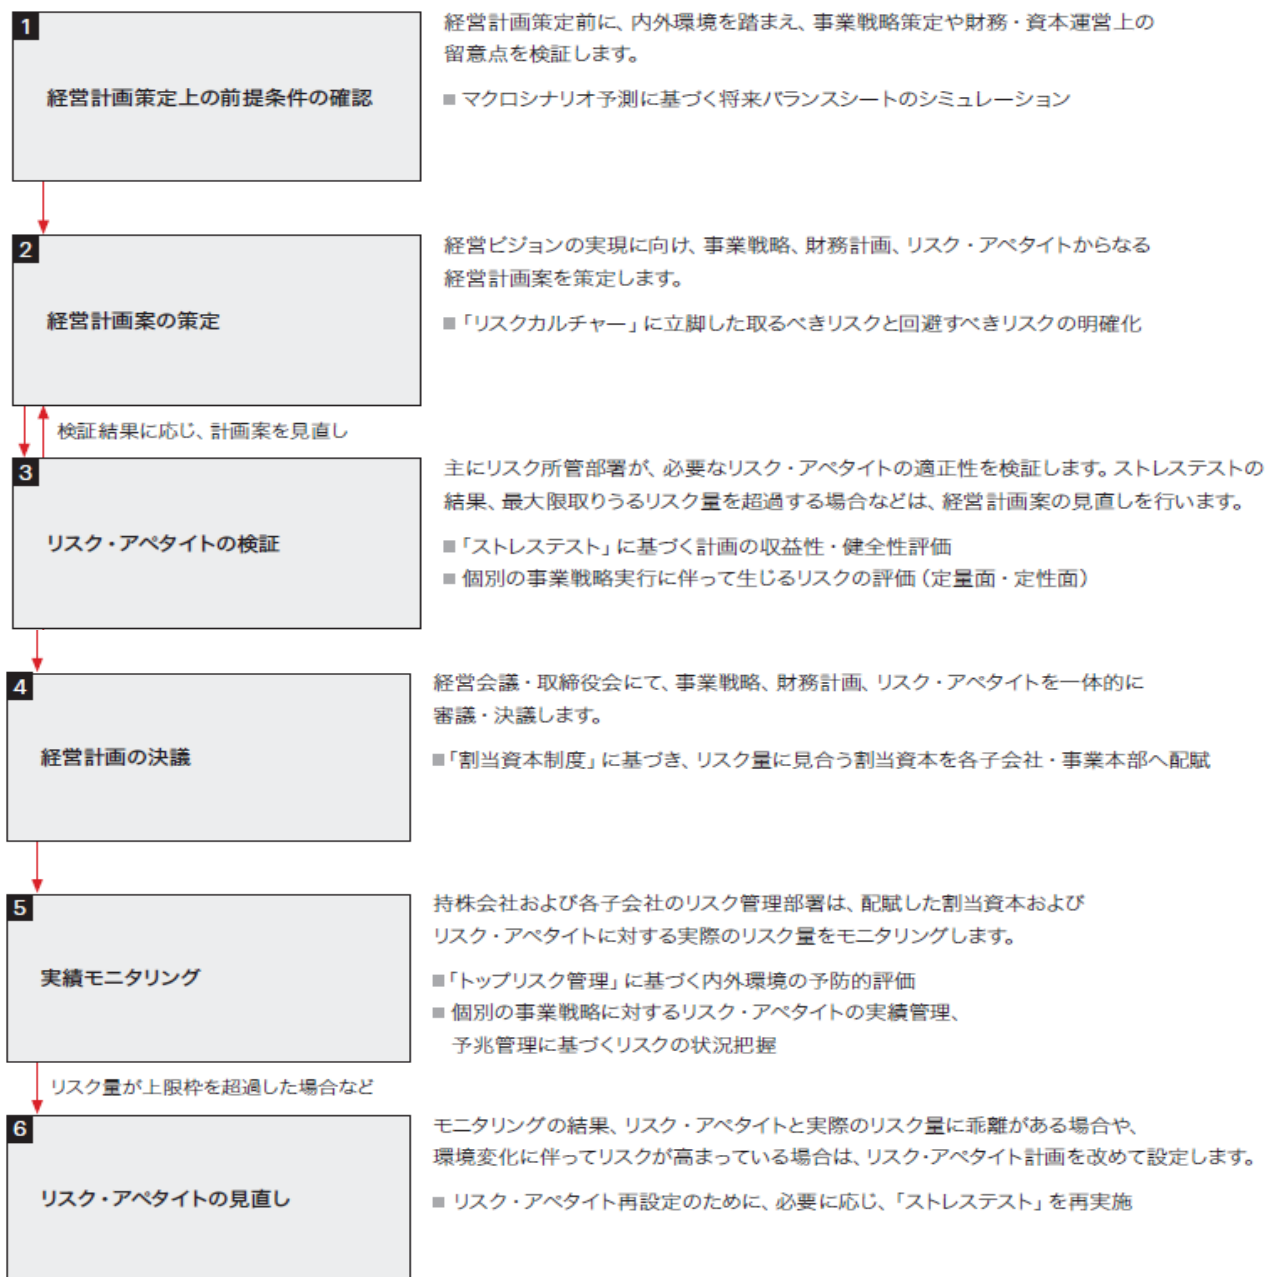 1
経営計画策定上の前提条件の確認
経営計画策定前に、内外環境を踏まえ、事業戦略策定や財務・資本運営上の
留意点を検証します。
■ マクロシナリオ予測に基づく将来バランスシートのシミュレーション
2
経営計画案の策定
経営ビジョンの実現に向け、事業戦略、財務計画、リスク・アペタイトからなる
経営計画案を策定します。
■「リスクカルチャー」に立脚した取るべきリスクと回避すべきリスクの明確化
検証結果に応じ、計画案を見直し
3
リスク・アペタイトの検証
主にリスク所管部署が、必要なリスク・アペタイトの適正性を検証します。ストレステストの
結果、最大限取りうるリスク量を超過する場合などは、経営計画案の見直しを行います。
■「ストレステスト」に基づく計画の収益性・健全性評価
■ 個別の事業戦略実行に伴って生じるリスクの評価（定量面・定性面）
4
経営計画の決議
経営会議・取締役会にて、事業戦略、財務計画、リスク・アペタイトを一体的に
審議・決議します。
■「割当資本制度」に基づき、リスク量に見合う割当資本を各子会社・事業本部へ配賦
5
実績モニタリング
持株会社および各子会社のリスク管理部署は、配賦した割当資本および
リスク・アペタイトに対する実際のリスク量をモニタリングします。
■「トップリスク管理」に基づく内外環境の予防的評価
■ 個別の事業戦略に対するリスク・アペタイトの実績管理、
予兆管理に基づくリスクの状況把握
リスク量が上限枠を超過した場合など
6
リスク・アペタイトの見直し
モニタリングの結果、リスク・アペタイトと実際のリスク量に乖離がある場合や、
環境変化に伴ってリスクが高まっている場合は、リスク・アペタイト計画を改めて設定します。
■ リスク・アペタイト再設定のために、必要に応じ、「ストレステスト」を再実施